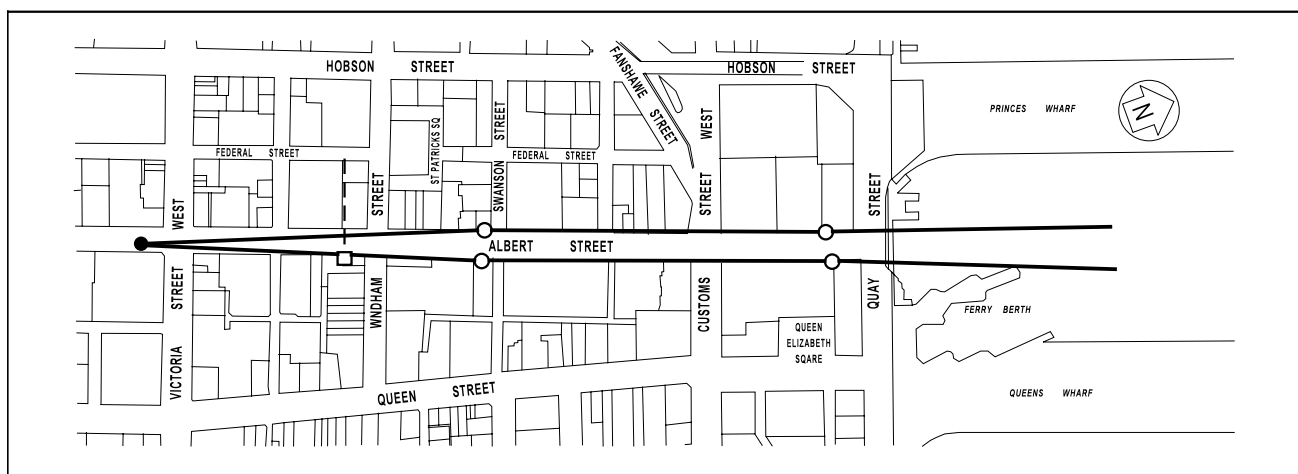 HOBSON STREET
FANSHAWE STREET
HOBSON STREET
PRINCES WHARF
N
FEDERAL STREET
ST PATRICKS SQ
SWANSON STREET
FEDERAL STREET
CUSTOMS STREET WEST
VICTORIA STREET WEST
WNDHAM STREET
QUAY STREET
ALBERT STREET
FERRY BERTH
QUEEN
ELIZABETH
SQARE
QUEEN STREET
QUEENS WHARF